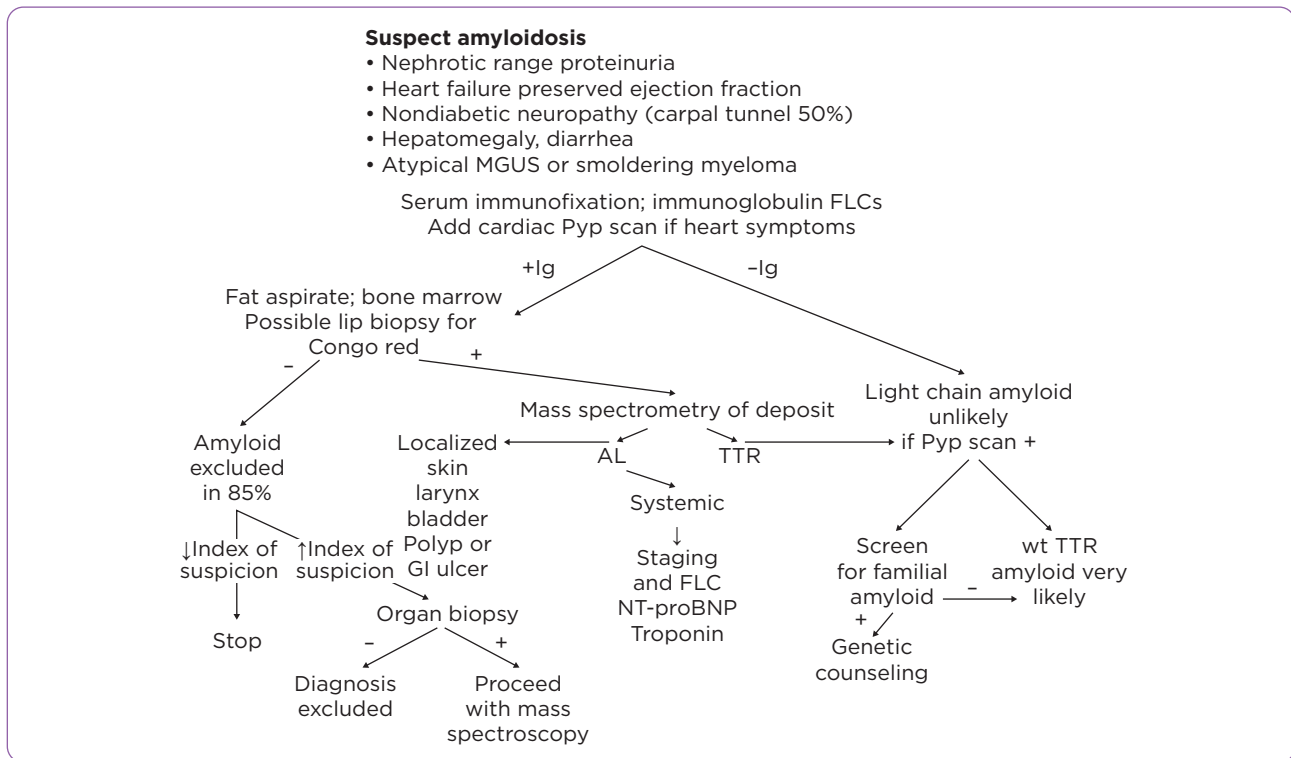 Suspect amyloidosis
• Nephrotic range proteinuria
• Heart failure preserved ejection fraction
• Nondiabetic neuropathy (carpal tunnel 50%)
• Hepatomegaly, diarrhea
• Atypical MGUS or smoldering myeloma
Serum immunofixation; immunoglobulin FLCs
Add cardiac Pyp scan if heart symptoms
+Ig
–Ig
Fat aspirate; bone marrow
Possible lip biopsy for
Congo red
–
+
Amyloid
excluded
in 85%
↓Index of
suspicion
Stop
↑Index of
suspicion
Organ biopsy
–
+
Diagnosis
excluded
Proceed
with mass
spectroscopy
Mass spectrometry of deposit
Localized
skin
larynx
bladder
Polyp or
GI ulcer
AL
TTR
Systemic
↓
Staging
and FLC
NT-proBNP
Troponin
Light chain amyloid
unlikely
if Pyp scan +
Screen
for familial
amyloid
–
+
wt TTR
amyloid very
likely
Genetic
counseling